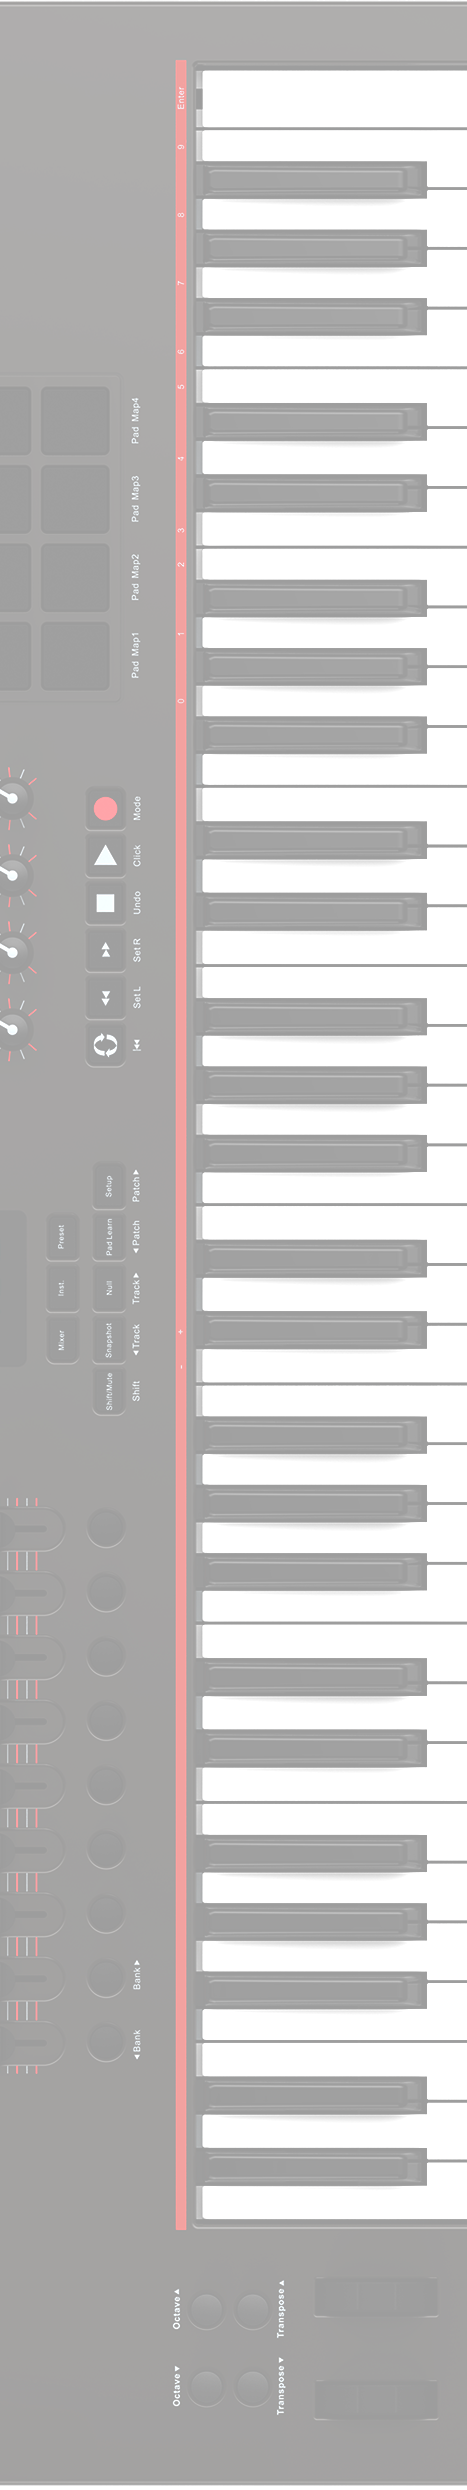 Enter
9
8
7
6
5
4
3
2
1
0
+
-
Pad Map4
Pad Map3
Pad Map2
Pad Map1
Mode
Click
Undo
Set R
Set L
Setup
Patch
Pad Learn
Patch
Null
Track
Snapshot
Track
Shift/Mute
Shift
Preset
Inst.
Mixer
Bank
Bank
Octave
Transpose
Octave
Transpose